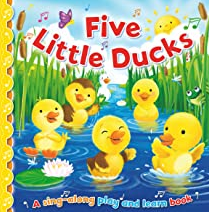 Five
Little Ducks
A sing-along play and learn book